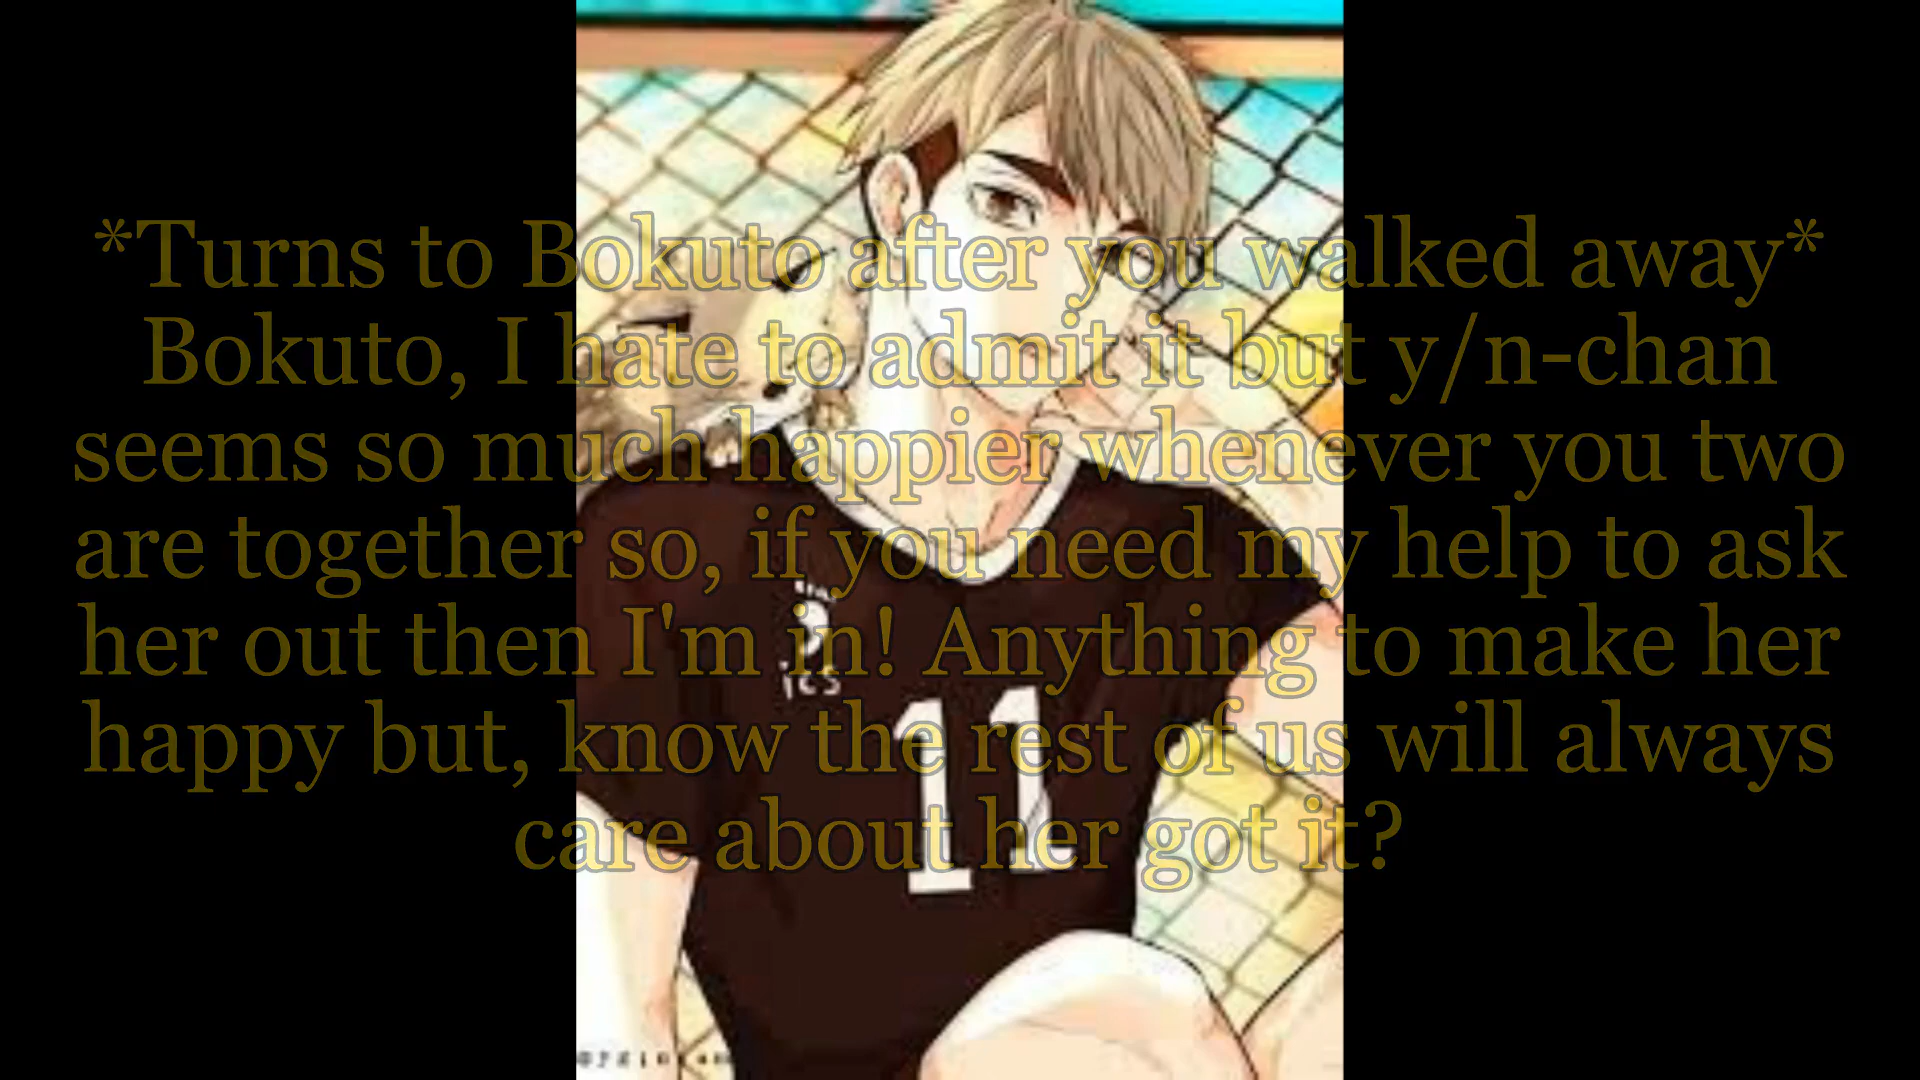 *Turns to Bokuto after you walked away*
Bokuto, I hate to admit it but y/n-chan
seems so much happier whenever you two
are together so, if you need my help to ask
her out then I'm in! Anything to make her
happy but, know the rest of us will always
care about her got it?
11